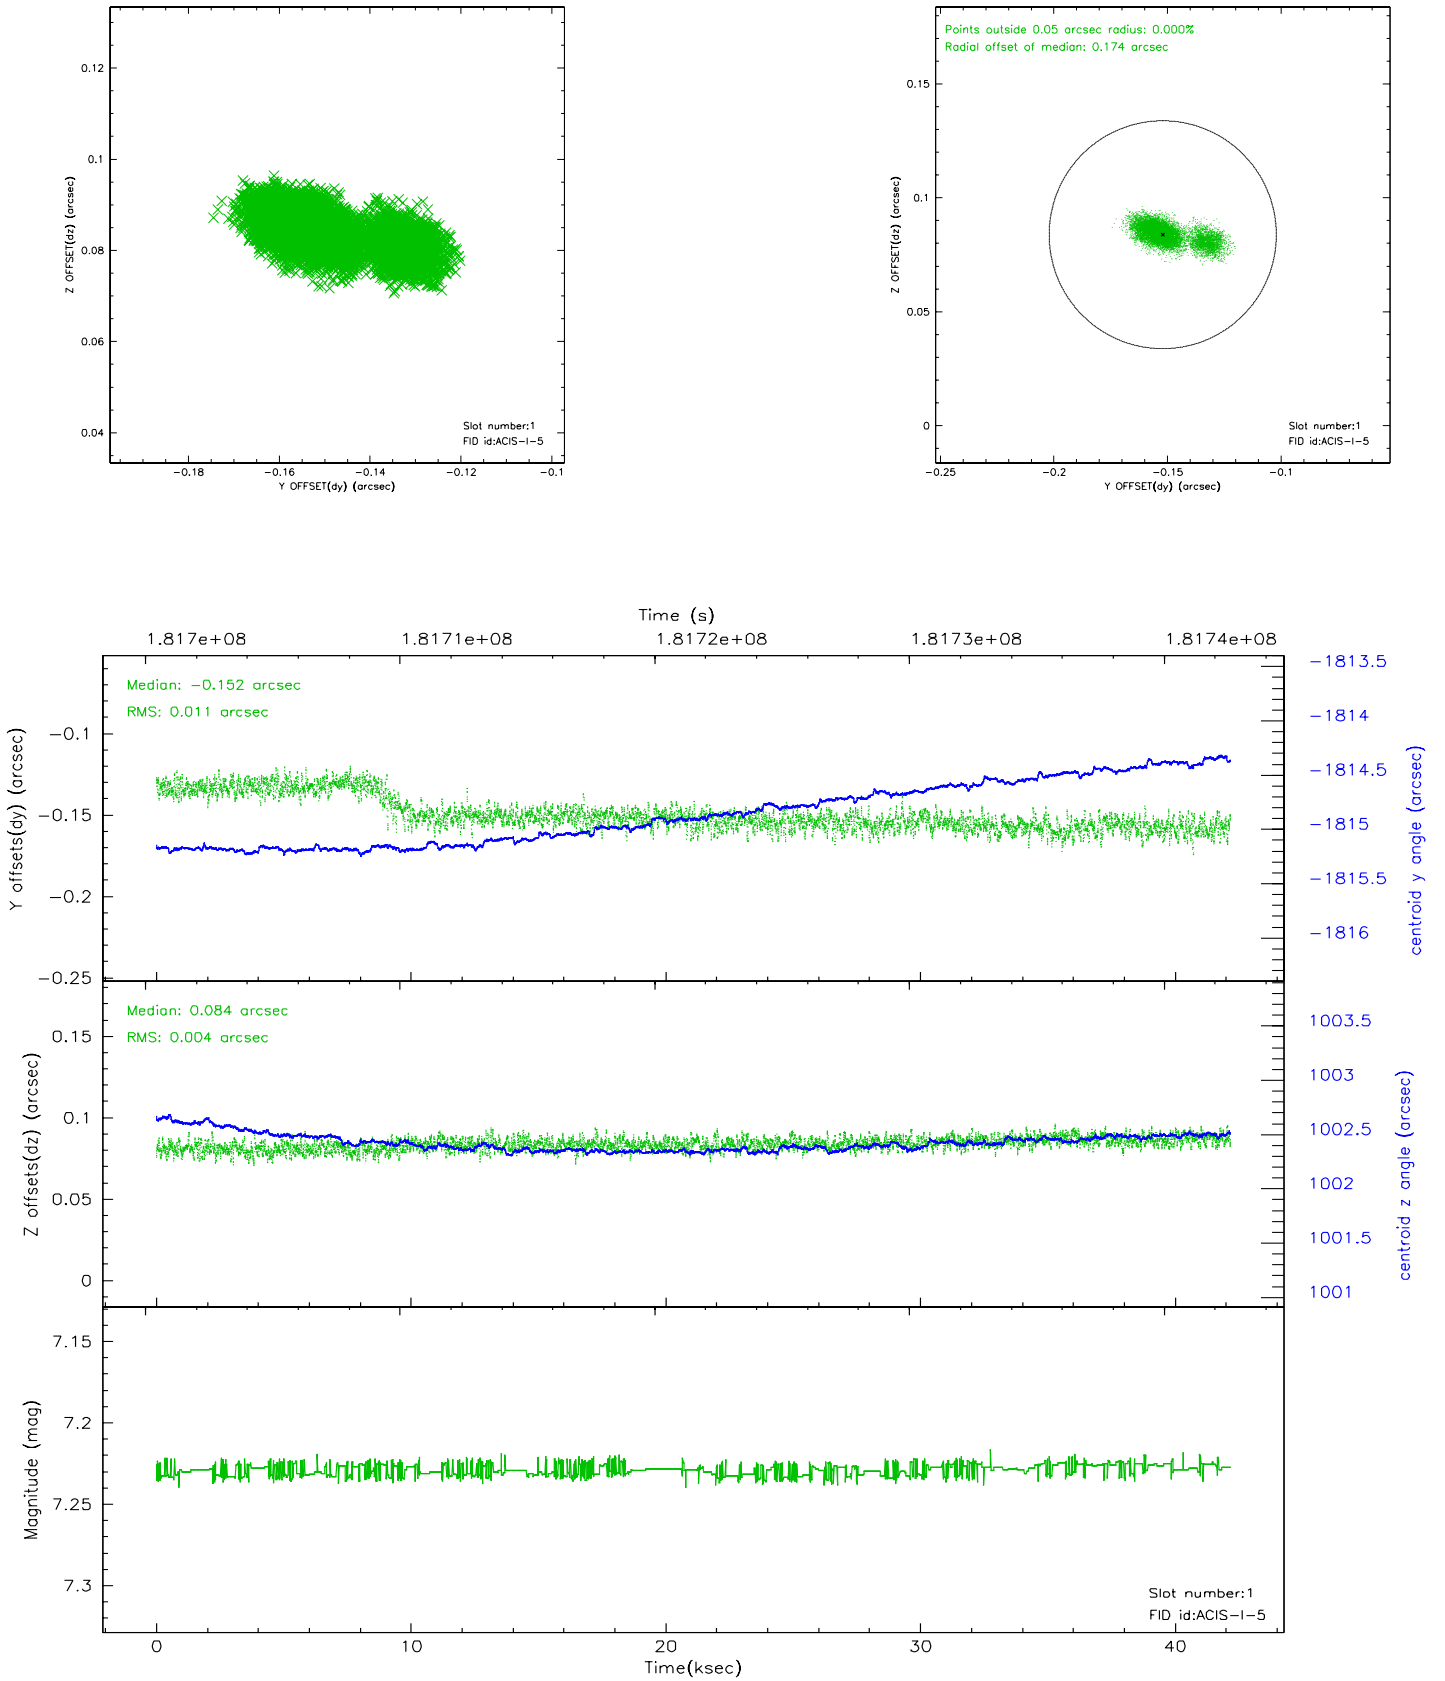 0.12
0.1
0.08
0.06
0.04
Z OFFSET(dz) (arcsec)
Slot number:1
FID id:ACIS-I-5
-0.18
-0.16
-0.14
-0.12
-0.1
Y OFFSET(dy) (arcsec)
Points outside 0.05 arcsec radius: 0.000%
Radial offset of median: 0.174 arcsec
0.15
0.1
0.05
0
Z OFFSET(dz) (arcsec)
Slot number:1
FID id:ACIS-I-5
-0.25
-0.2
-0.15
-0.1
Y OFFSET(dy) (arcsec)
Time (s)
1.817e+08
1.8171e+08
1.8172e+08
1.8173e+08
1.8174e+08
Median: -0.152 arcsec
RMS: 0.011 arcsec
-0.1
-0.15
-0.2
-0.25
Y offsets(dy) (arcsec)
-1813.5
-1814
-1814.5
-1815
-1815.5
-1816
centroid y angle (arcsec)
Median: 0.084 arcsec
RMS: 0.004 arcsec
0.15
0.1
0.05
0
Z offsets(dz) (arcsec)
1003.5
1003
1002.5
1002
1001.5
1001
centroid z angle (arcsec)
7.15
7.2
7.25
7.3
Magnitude (mag)
Slot number:1
FID id:ACIS-I-5
0
10
20
30
40
Time(ksec)